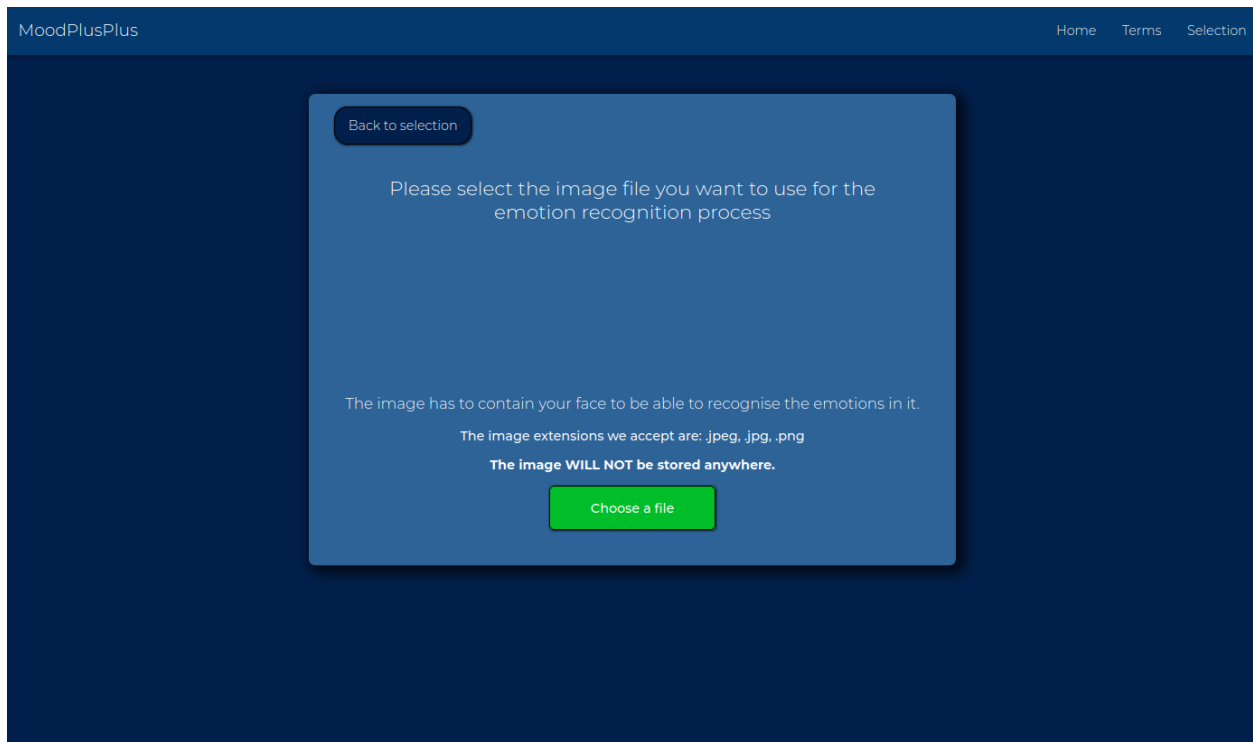 MoodPlusPlus
Home Terms Selection
Back to selection
Please select the image file you want to use for the
emotion recognition process
The image has to contain your face to be able to recognise the emotions in it.
The image extensions we accept are: .jpeg, .jpg, .png
The image WILL NOT be stored anywhere.
Choose a file